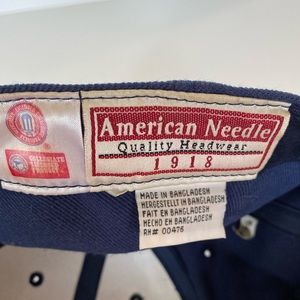 American Needle
Quality Headwear
1918
COLLEGIATE
MADE IN BANGLADESH
HERGESTELLT IN BANGLADESH
FAIT EN BANGLADESH
HECHO EN BANGLADESH
RN# 00476